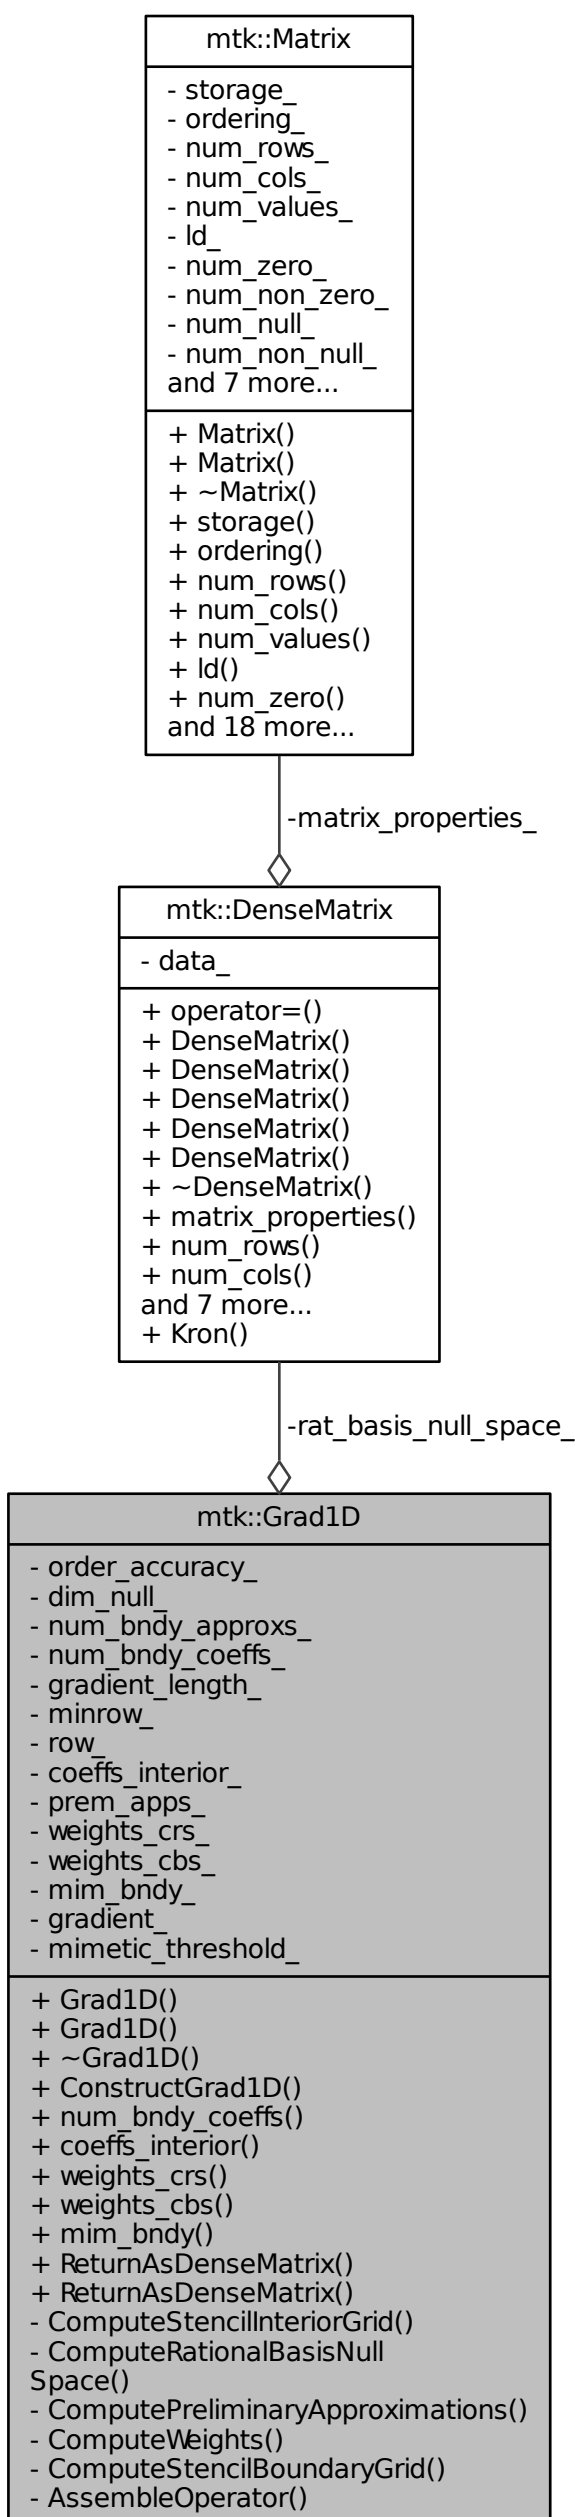 mtk::Matrix
- storage_
- ordering_
- num_rows_
- num_cols_
- num_values_
- ld_
- num_zero_
- num_non_zero_
- num_null_
- num_non_null_
and 7 more...
+ Matrix()
+ Matrix()
+ ~Matrix()
+ storage()
+ ordering()
+ num_rows()
+ num_cols()
+ num_values()
+ ld()
+ num_zero()
and 18 more...
-matrix_properties_
mtk::DenseMatrix
- data_
+ operator=()
+ DenseMatrix()
+ DenseMatrix()
+ DenseMatrix()
+ DenseMatrix()
+ DenseMatrix()
+ ~DenseMatrix()
+ matrix_properties()
+ num_rows()
+ num_cols()
and 7 more...
+ Kron()
-rat_basis_null_space_
mtk::Grad1D
- order_accuracy_
- dim_null_
- num_bndy_approxs_
- num_bndy_coeffs_
- gradient_length_
- minrow_
- row_
- coeffs_interior_
- prem_apps_
- weights_crs_
- weights_cbs_
- mim_bndy_
- gradient_
- mimetic_threshold_
+ Grad1D()
+ Grad1D()
+ ~Grad1D()
+ ConstructGrad1D()
+ num_bndy_coeffs()
+ coeffs_interior()
+ weights_crs()
+ weights_cbs()
+ mim_bndy()
+ ReturnAsDenseMatrix()
+ ReturnAsDenseMatrix()
- ComputeStencilInteriorGrid()
- ComputeRationalBasisNull
Space()
- ComputePreliminaryApproximations()
- ComputeWeights()
- ComputeStencilBoundaryGrid()
- AssembleOperator()